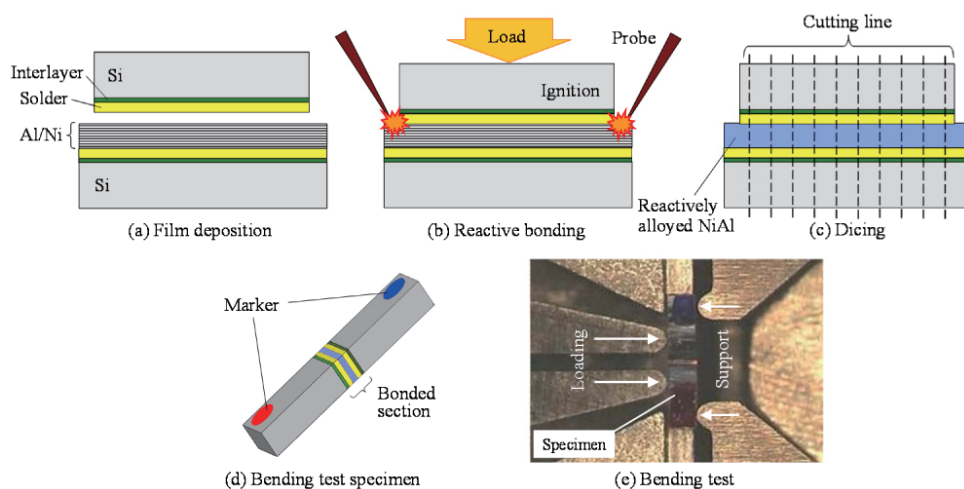 Load
Probe
Cutting line
Interlayer
Solder
Si
Ignition
Al/Ni
Si
Reactively
alloyed NiAl
(a) Film deposition
(b) Reactive bonding
(c) Dicing
Marker
Bonded
section
Loading
Support
Specimen
(d) Bending test specimen
(e) Bending test